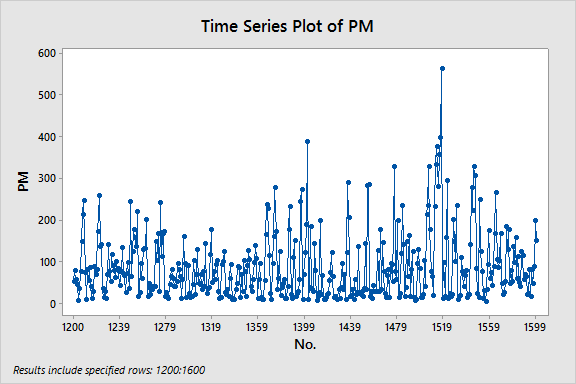 Time Series Plot of PM
600
500
400
300
200
100
0
PM
1200 1239 1279 1319 1359 1399 1439 1479 1519 1559 1599
No.
Results include specified rows: 1200:1600